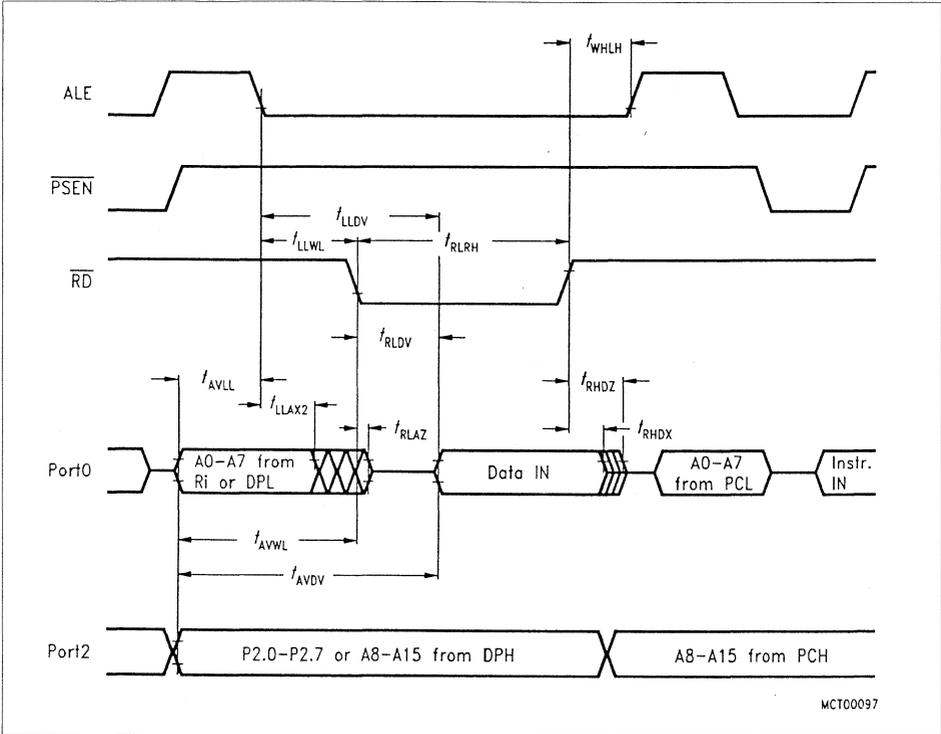 tWHLH
ALE
PSEN
tLLDV
tLLWL
tRLRH
RD
tRLDV
tAVLL
tRHDZ
tLLAX2
tRLAZ
tRHDX
Port0
A0-A7 from
Ri or DPL
Data IN
A0-A7
from PCL
Instr.
IN
tAVWL
tAVDV
Port2
P2.0-P2.7 or A8-A15 from DPH
A8-A15 from PCH
MCT00097